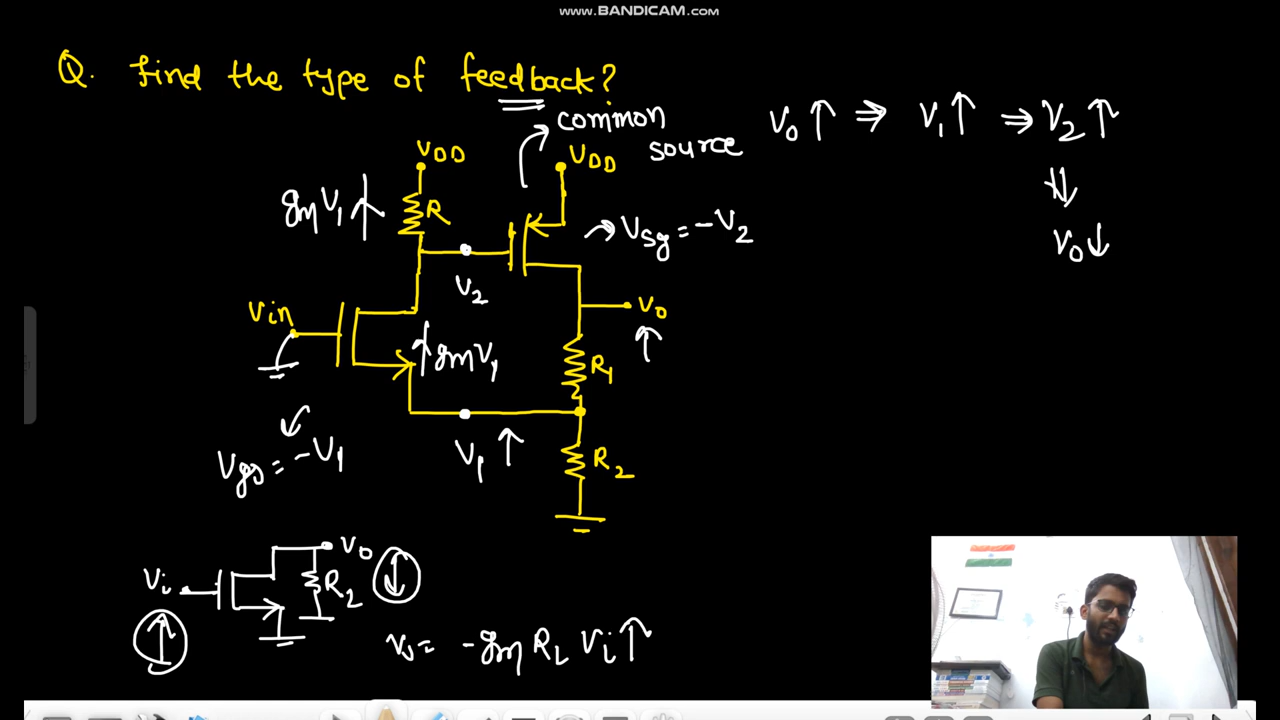 www.BANDICAM.com
Q. Find the type of feedback?
common
source
V0 ↑ ⇒ V1 ↑ ⇒ V2 ↑
⇓
V0 ↓
VDD
VDD
gmV1 ↑
R
Vsg = -V2
V2
Vin
V0
↑
gmV1
R1
Vgs = -V1
V1 ↑
R2
Vi
V0
R2
↑
↓
V0 = -gm RL Vi ↑